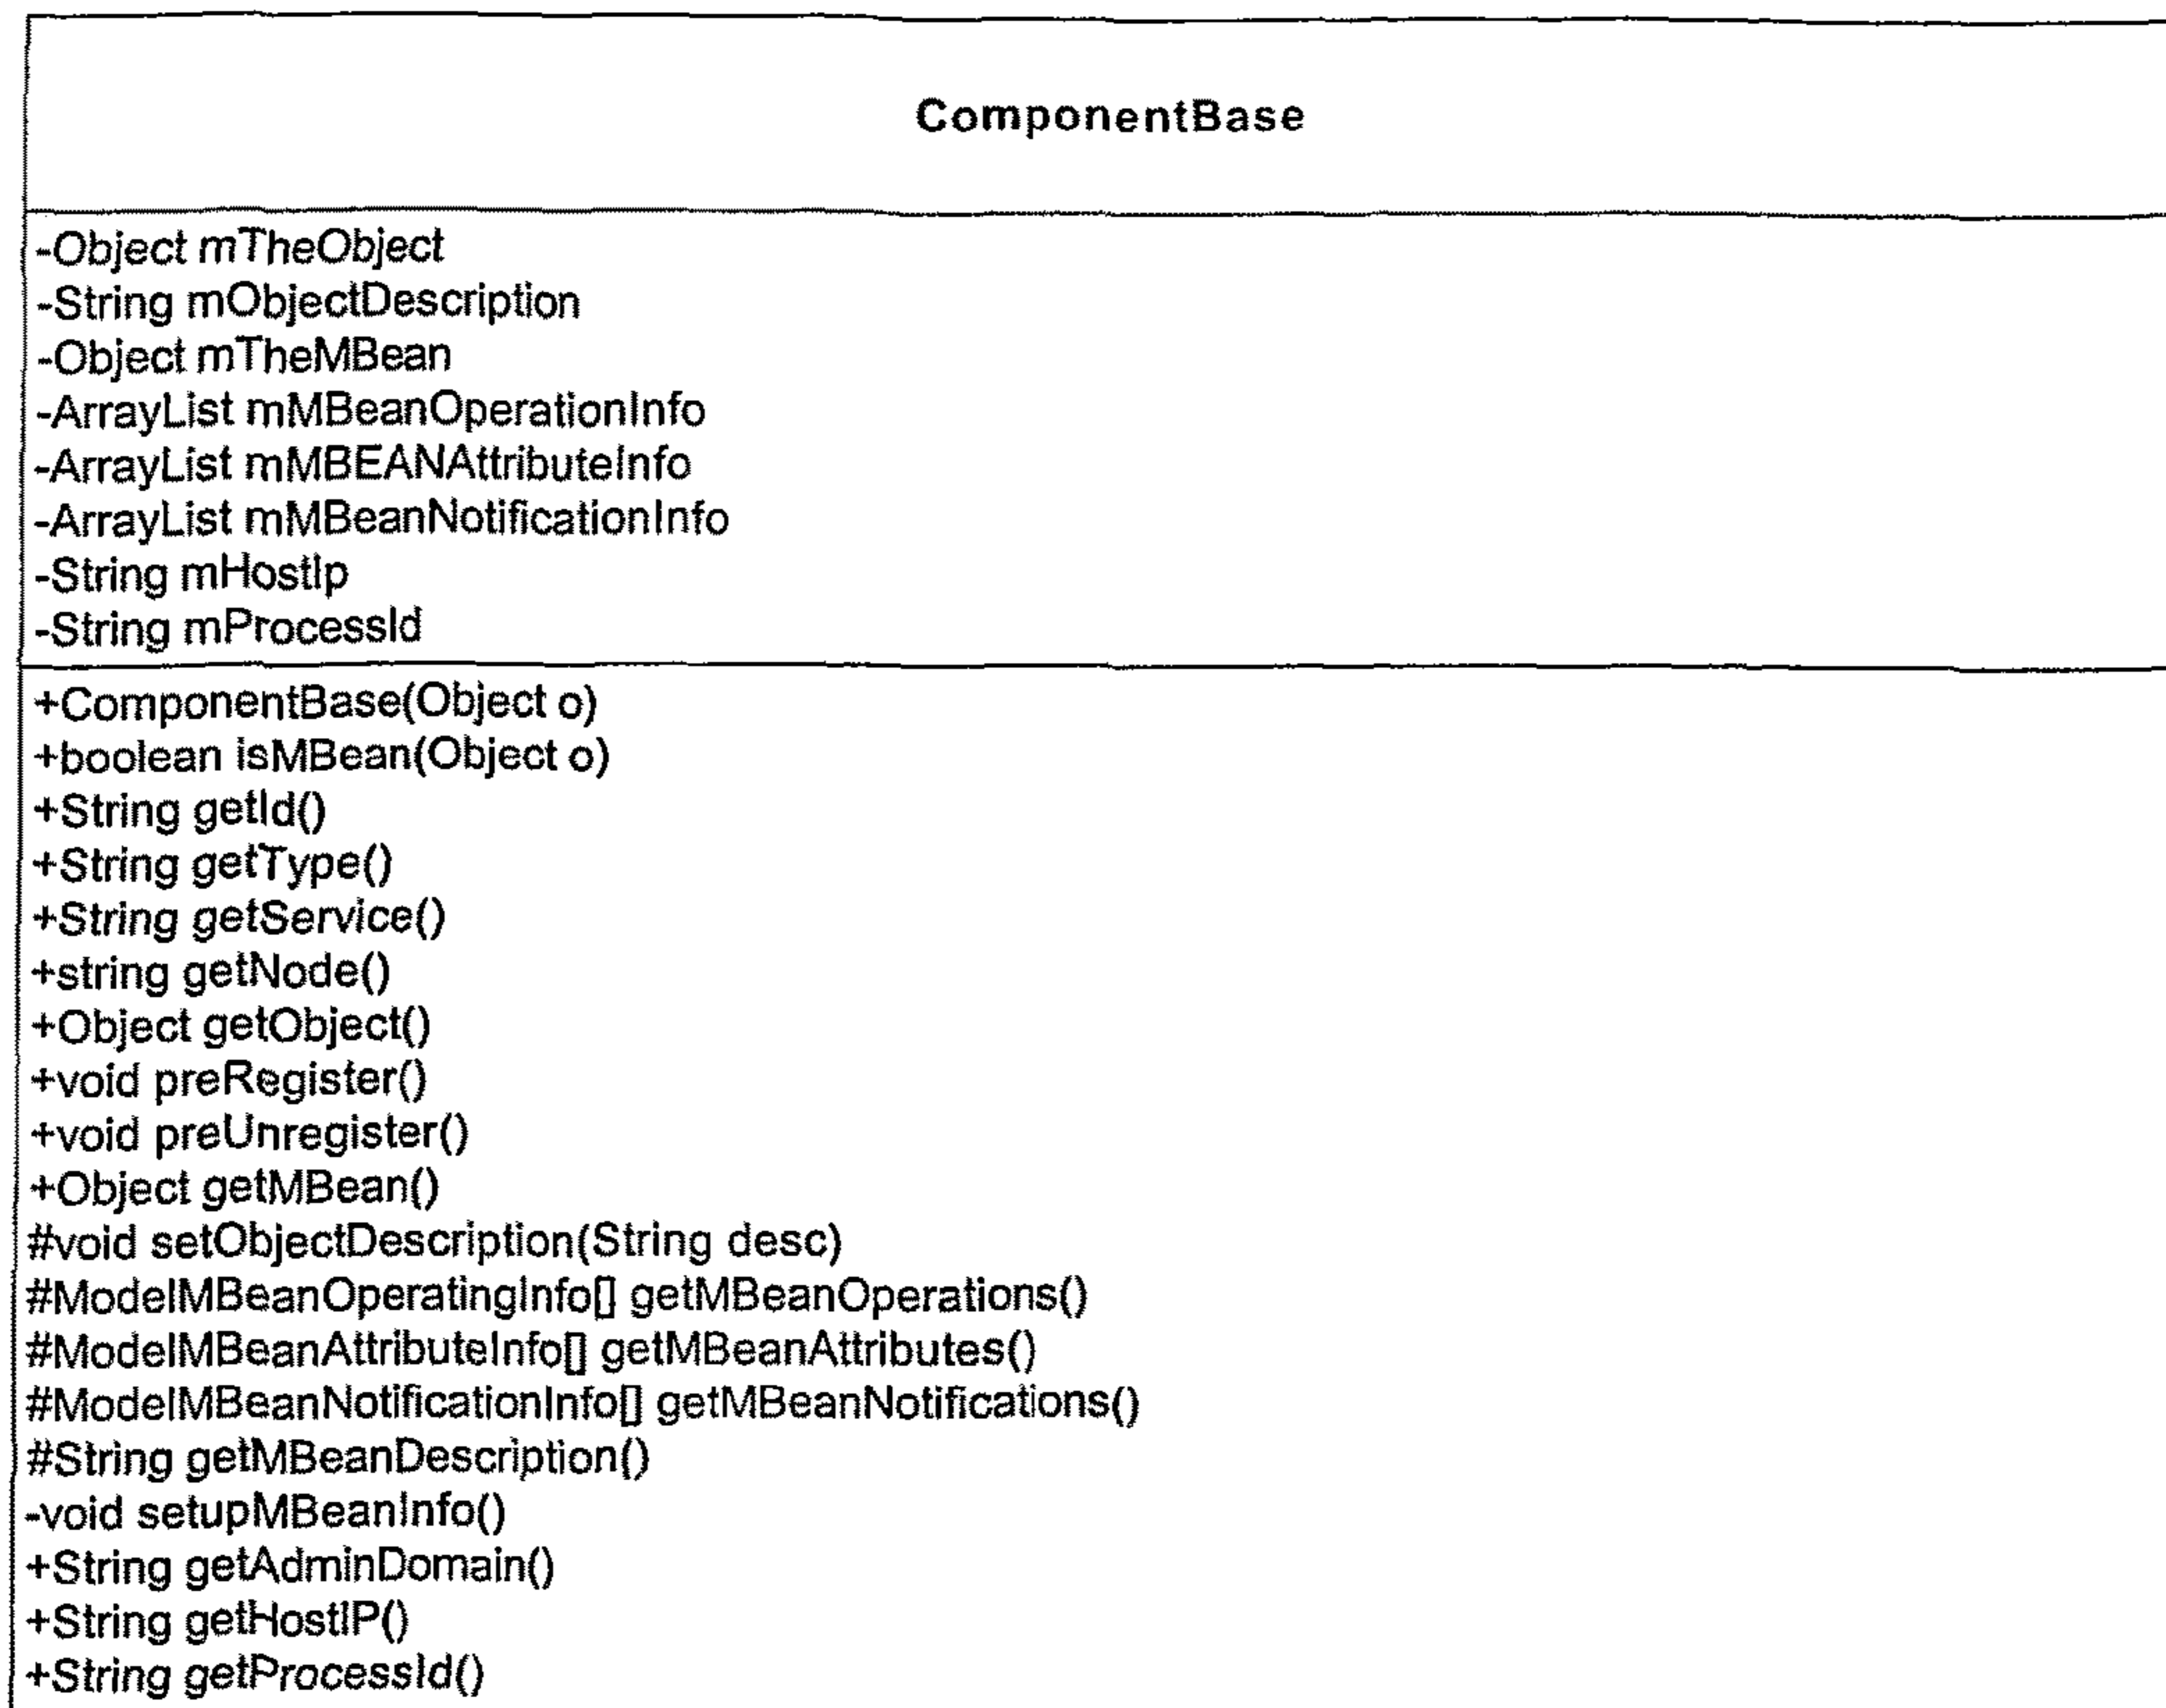 ComponentBase
-Object mTheObject
-String mObjectDescription
-Object mTheMBean
-ArrayList mMBeanOperationInfo
-ArrayList mMBEANAttributeInfo
-ArrayList mMBeanNotificationInfo
-String mHostIp
-String mProcessId
+ComponentBase(Object o)
+boolean isMBean(Object o)
+String getId()
+String getType()
+String getService()
+string getNode()
+Object getObject()
+void preRegister()
+void preUnregister()
+Object getMBean()
#void setObjectDescription(String desc)
#ModelMBeanOperatingInfo[] getMBeanOperations()
#ModelMBeanAttributeInfo[] getMBeanAttributes()
#ModelMBeanNotificationInfo[] getMBeanNotifications()
#String getMBeanDescription()
-void setupMBeanInfo()
+String getAdminDomain()
+String getHostIP()
+String getProcessId()